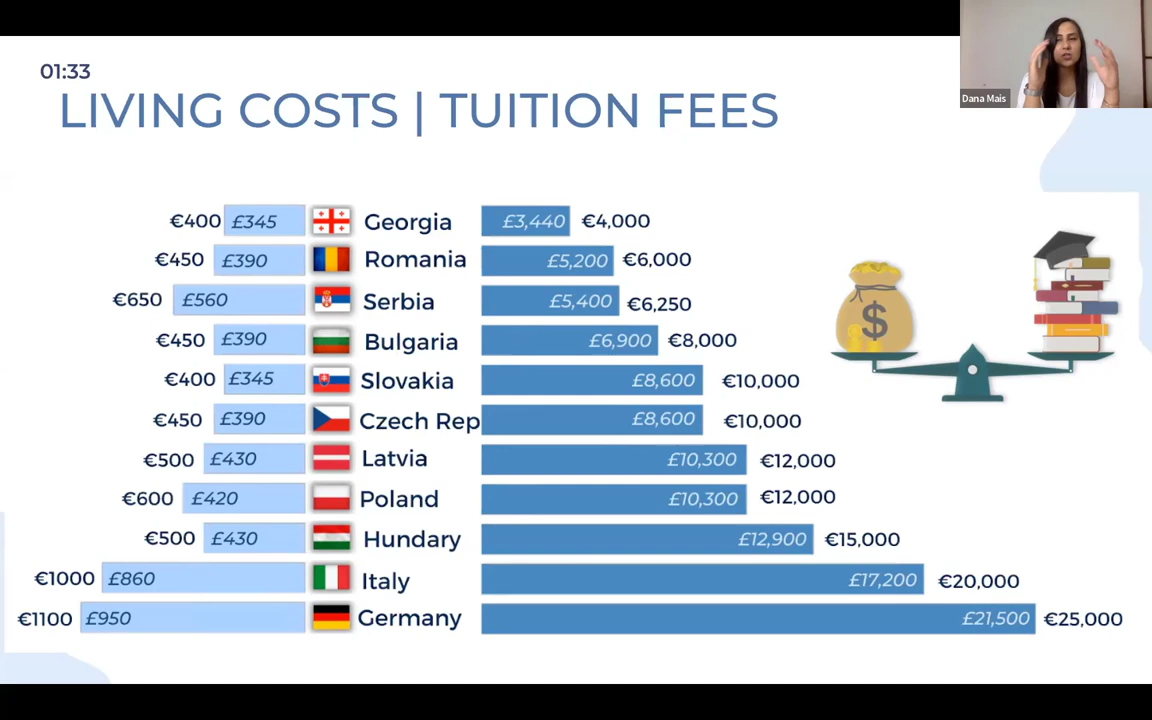 01:33
LIVING COSTS | TUITION FEES
Dana Mais
€400 £345 Georgia £3,440 €4,000
€450 £390 Romania £5,200 €6,000
€650 £560 Serbia £5,400 €6,250
€450 £390 Bulgaria £6,900 €8,000
€400 £345 Slovakia £8,600 €10,000
€450 £390 Czech Rep £8,600 €10,000
€500 £430 Latvia £10,300 €12,000
€600 £420 Poland £10,300 €12,000
€500 £430 Hundary £12,900 €15,000
€1000 £860 Italy £17,200 €20,000
€1100 £950 Germany £21,500 €25,000
$